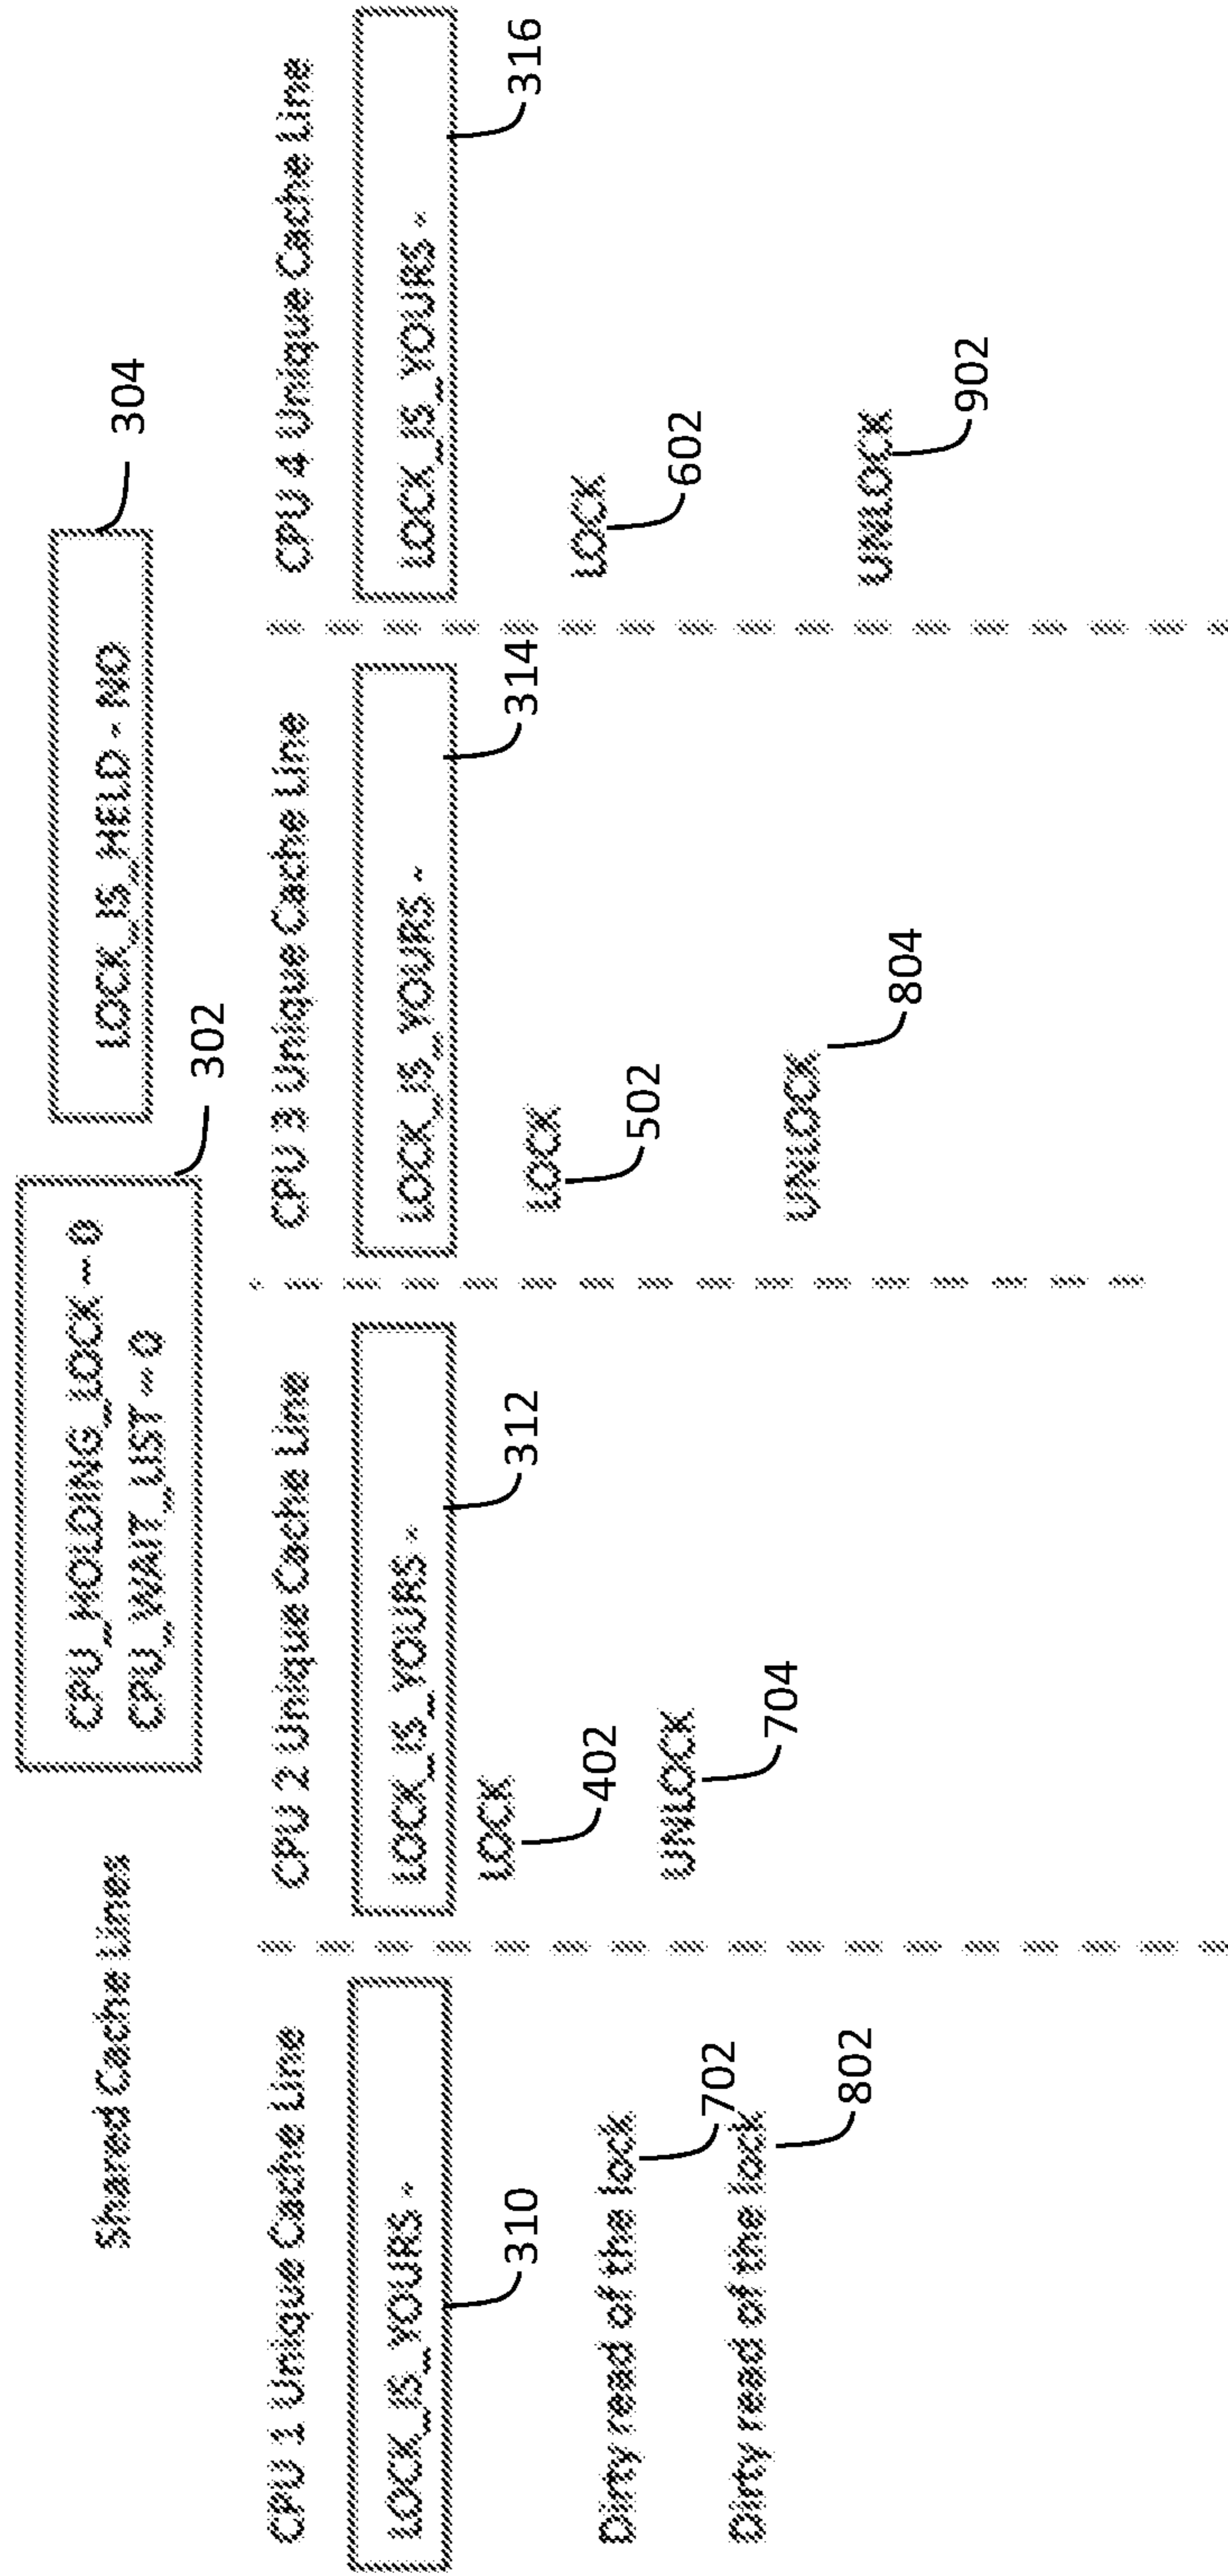 Shared Cache Lines
CPU_HOLDING_LOCK – 0
CPU_WAIT_LIST – 0
302
LOCK_IS_HELD - NO
304
CPU 1 Unique Cache Line
LOCK_IS_YOURS -
310
Dirty read of the lock
702
Dirty read of the lock
802
CPU 2 Unique Cache Line
LOCK_IS_YOURS -
312
LOCK
402
UNLOCK
704
CPU 3 Unique Cache Line
LOCK_IS_YOURS -
314
LOCK
502
UNLOCK
804
CPU 4 Unique Cache Line
LOCK_IS_YOURS -
316
LOCK
602
UNLOCK
902